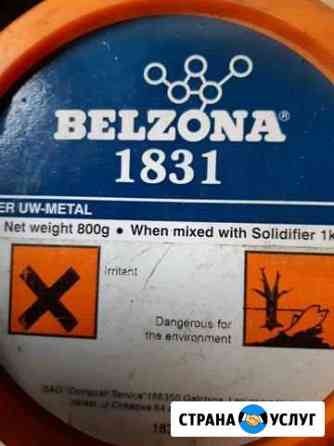 BELZONA®
1831
ER UW-METAL
Net weight 800g • When mixed with Solidifier 1k
Irritent
Dangerous for
the environment
СТРАНА УСЛУГ